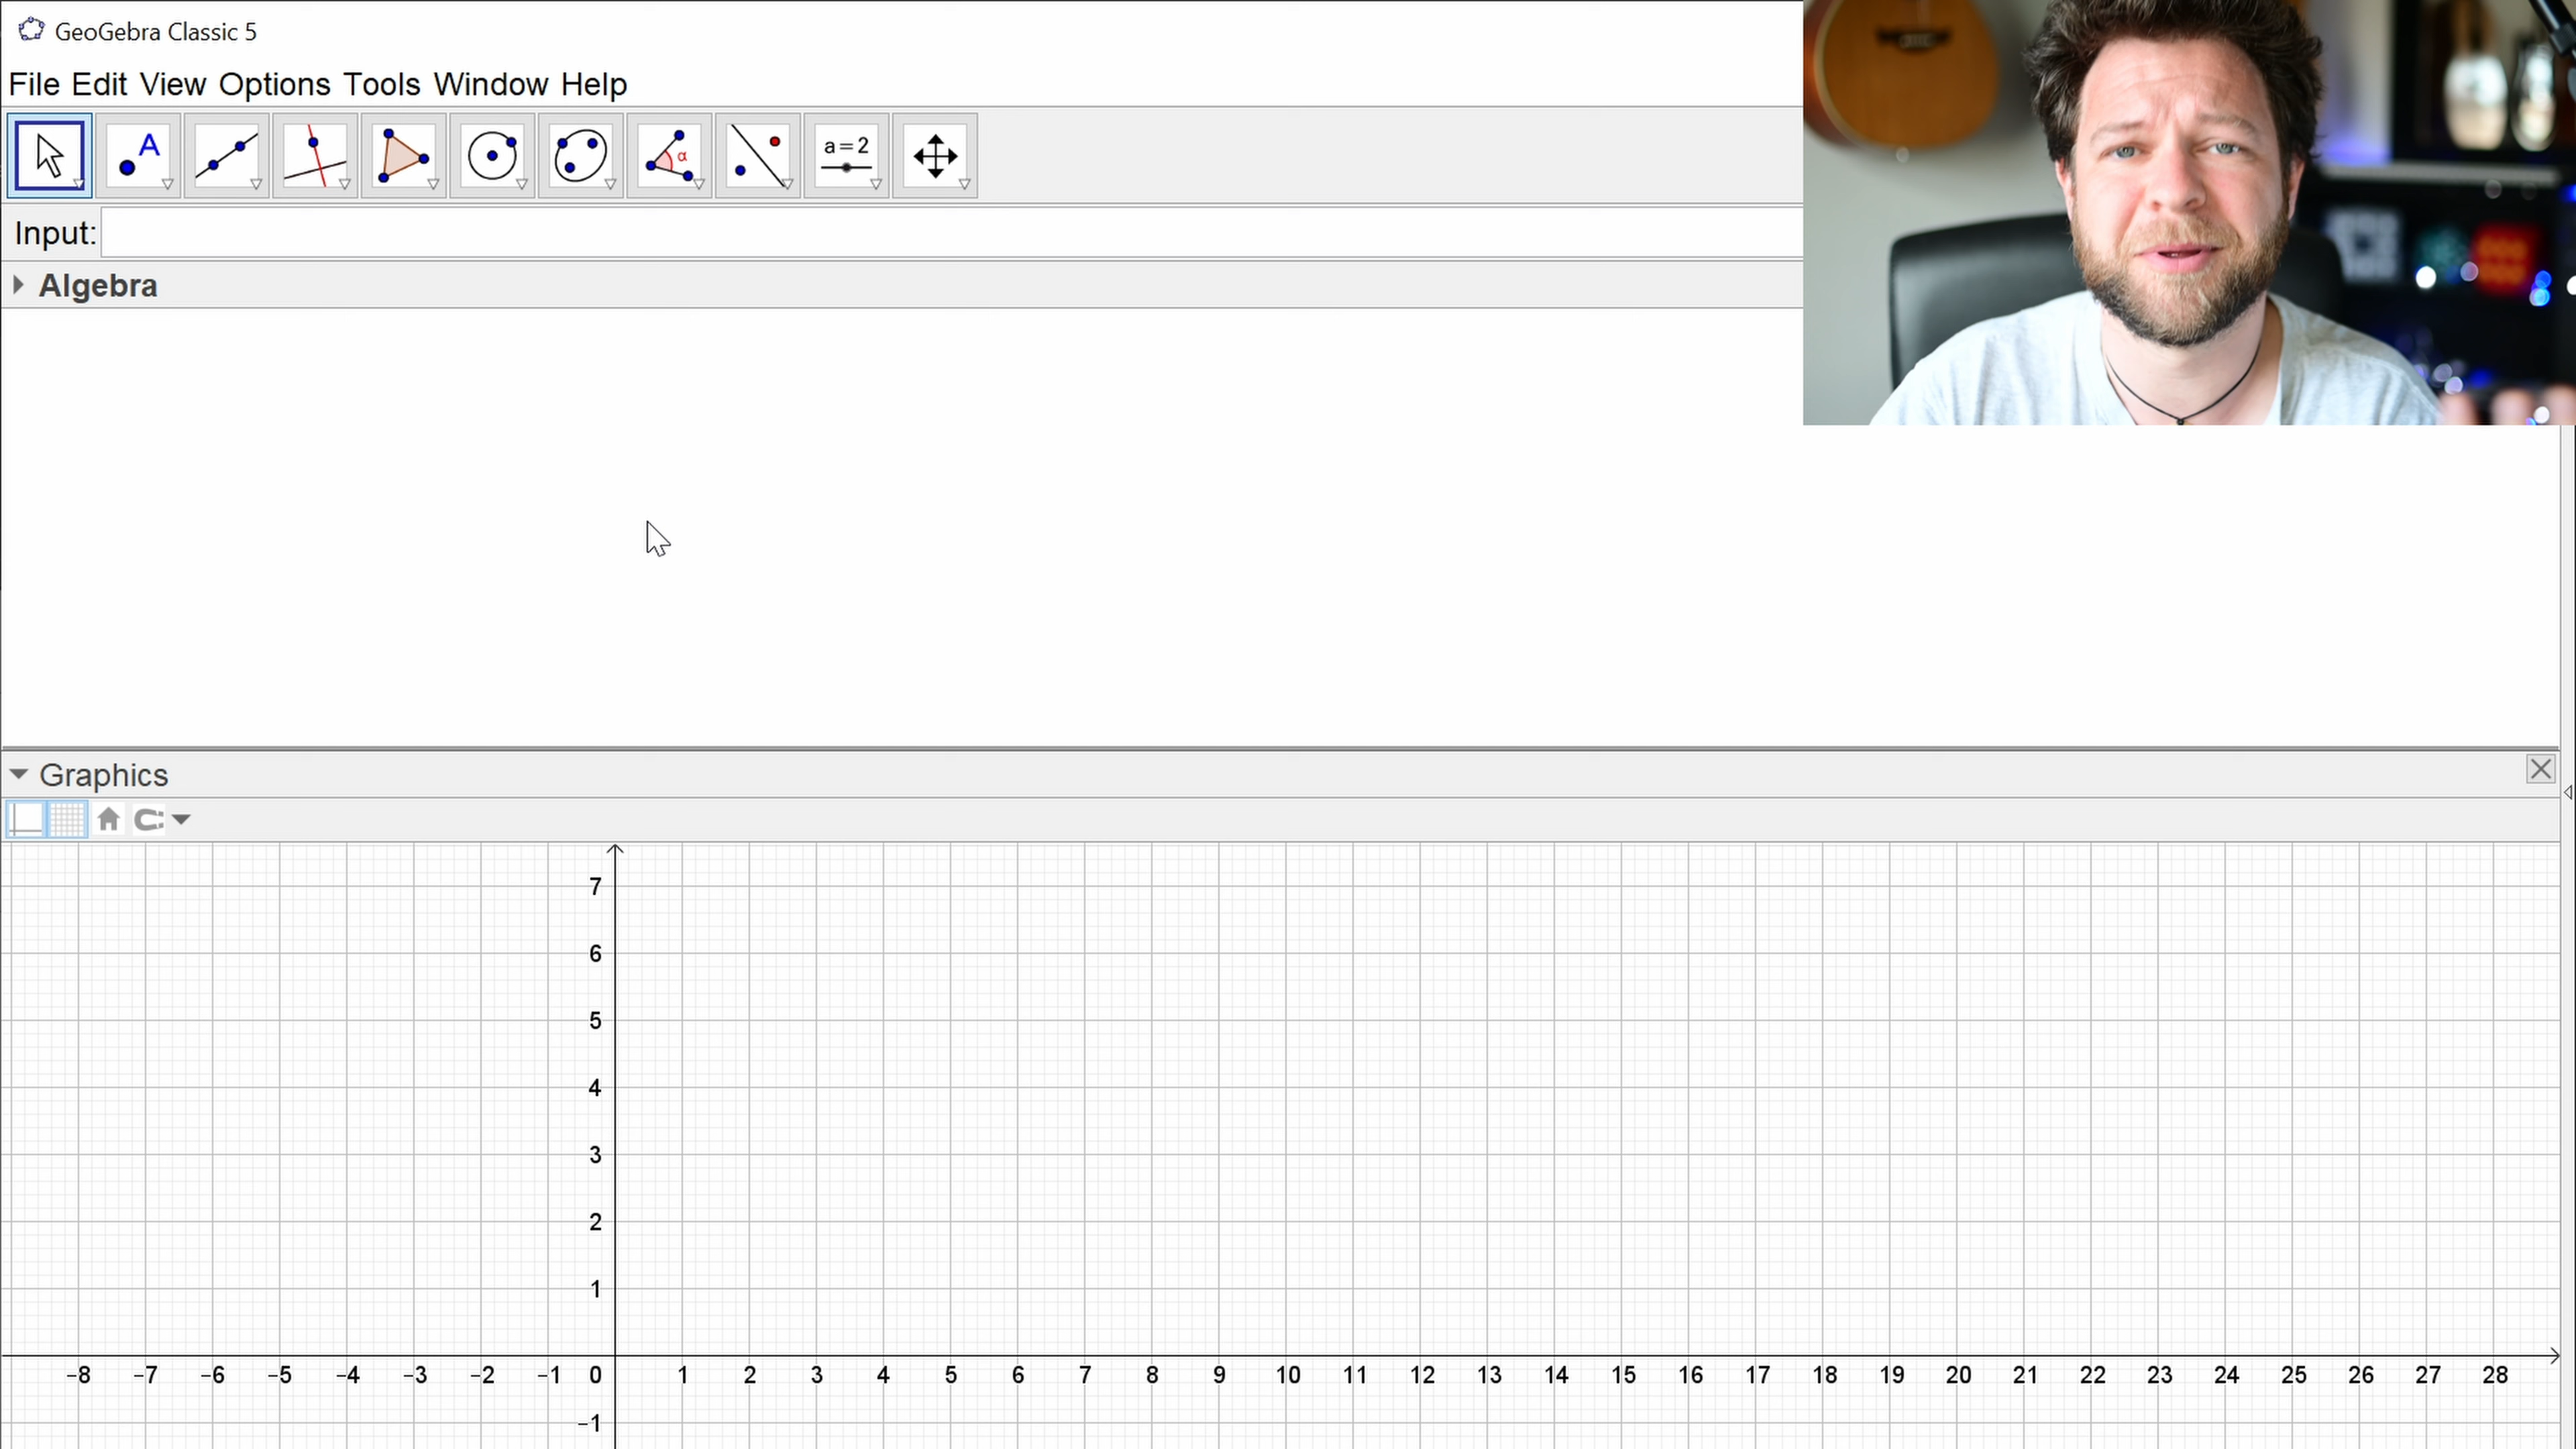 GeoGebra Classic 5
File Edit View Options Tools Window Help
A
α
a=2
Input:
Algebra
Graphics
7
6
5
4
3
2
1
−8 −7 −6 −5 −4 −3 −2 −1 0 1 2 3 4 5 6 7 8 9 10 11 12 13 14 15 16 17 18 19 20 21 22 23 24 25 26 27 28
−1